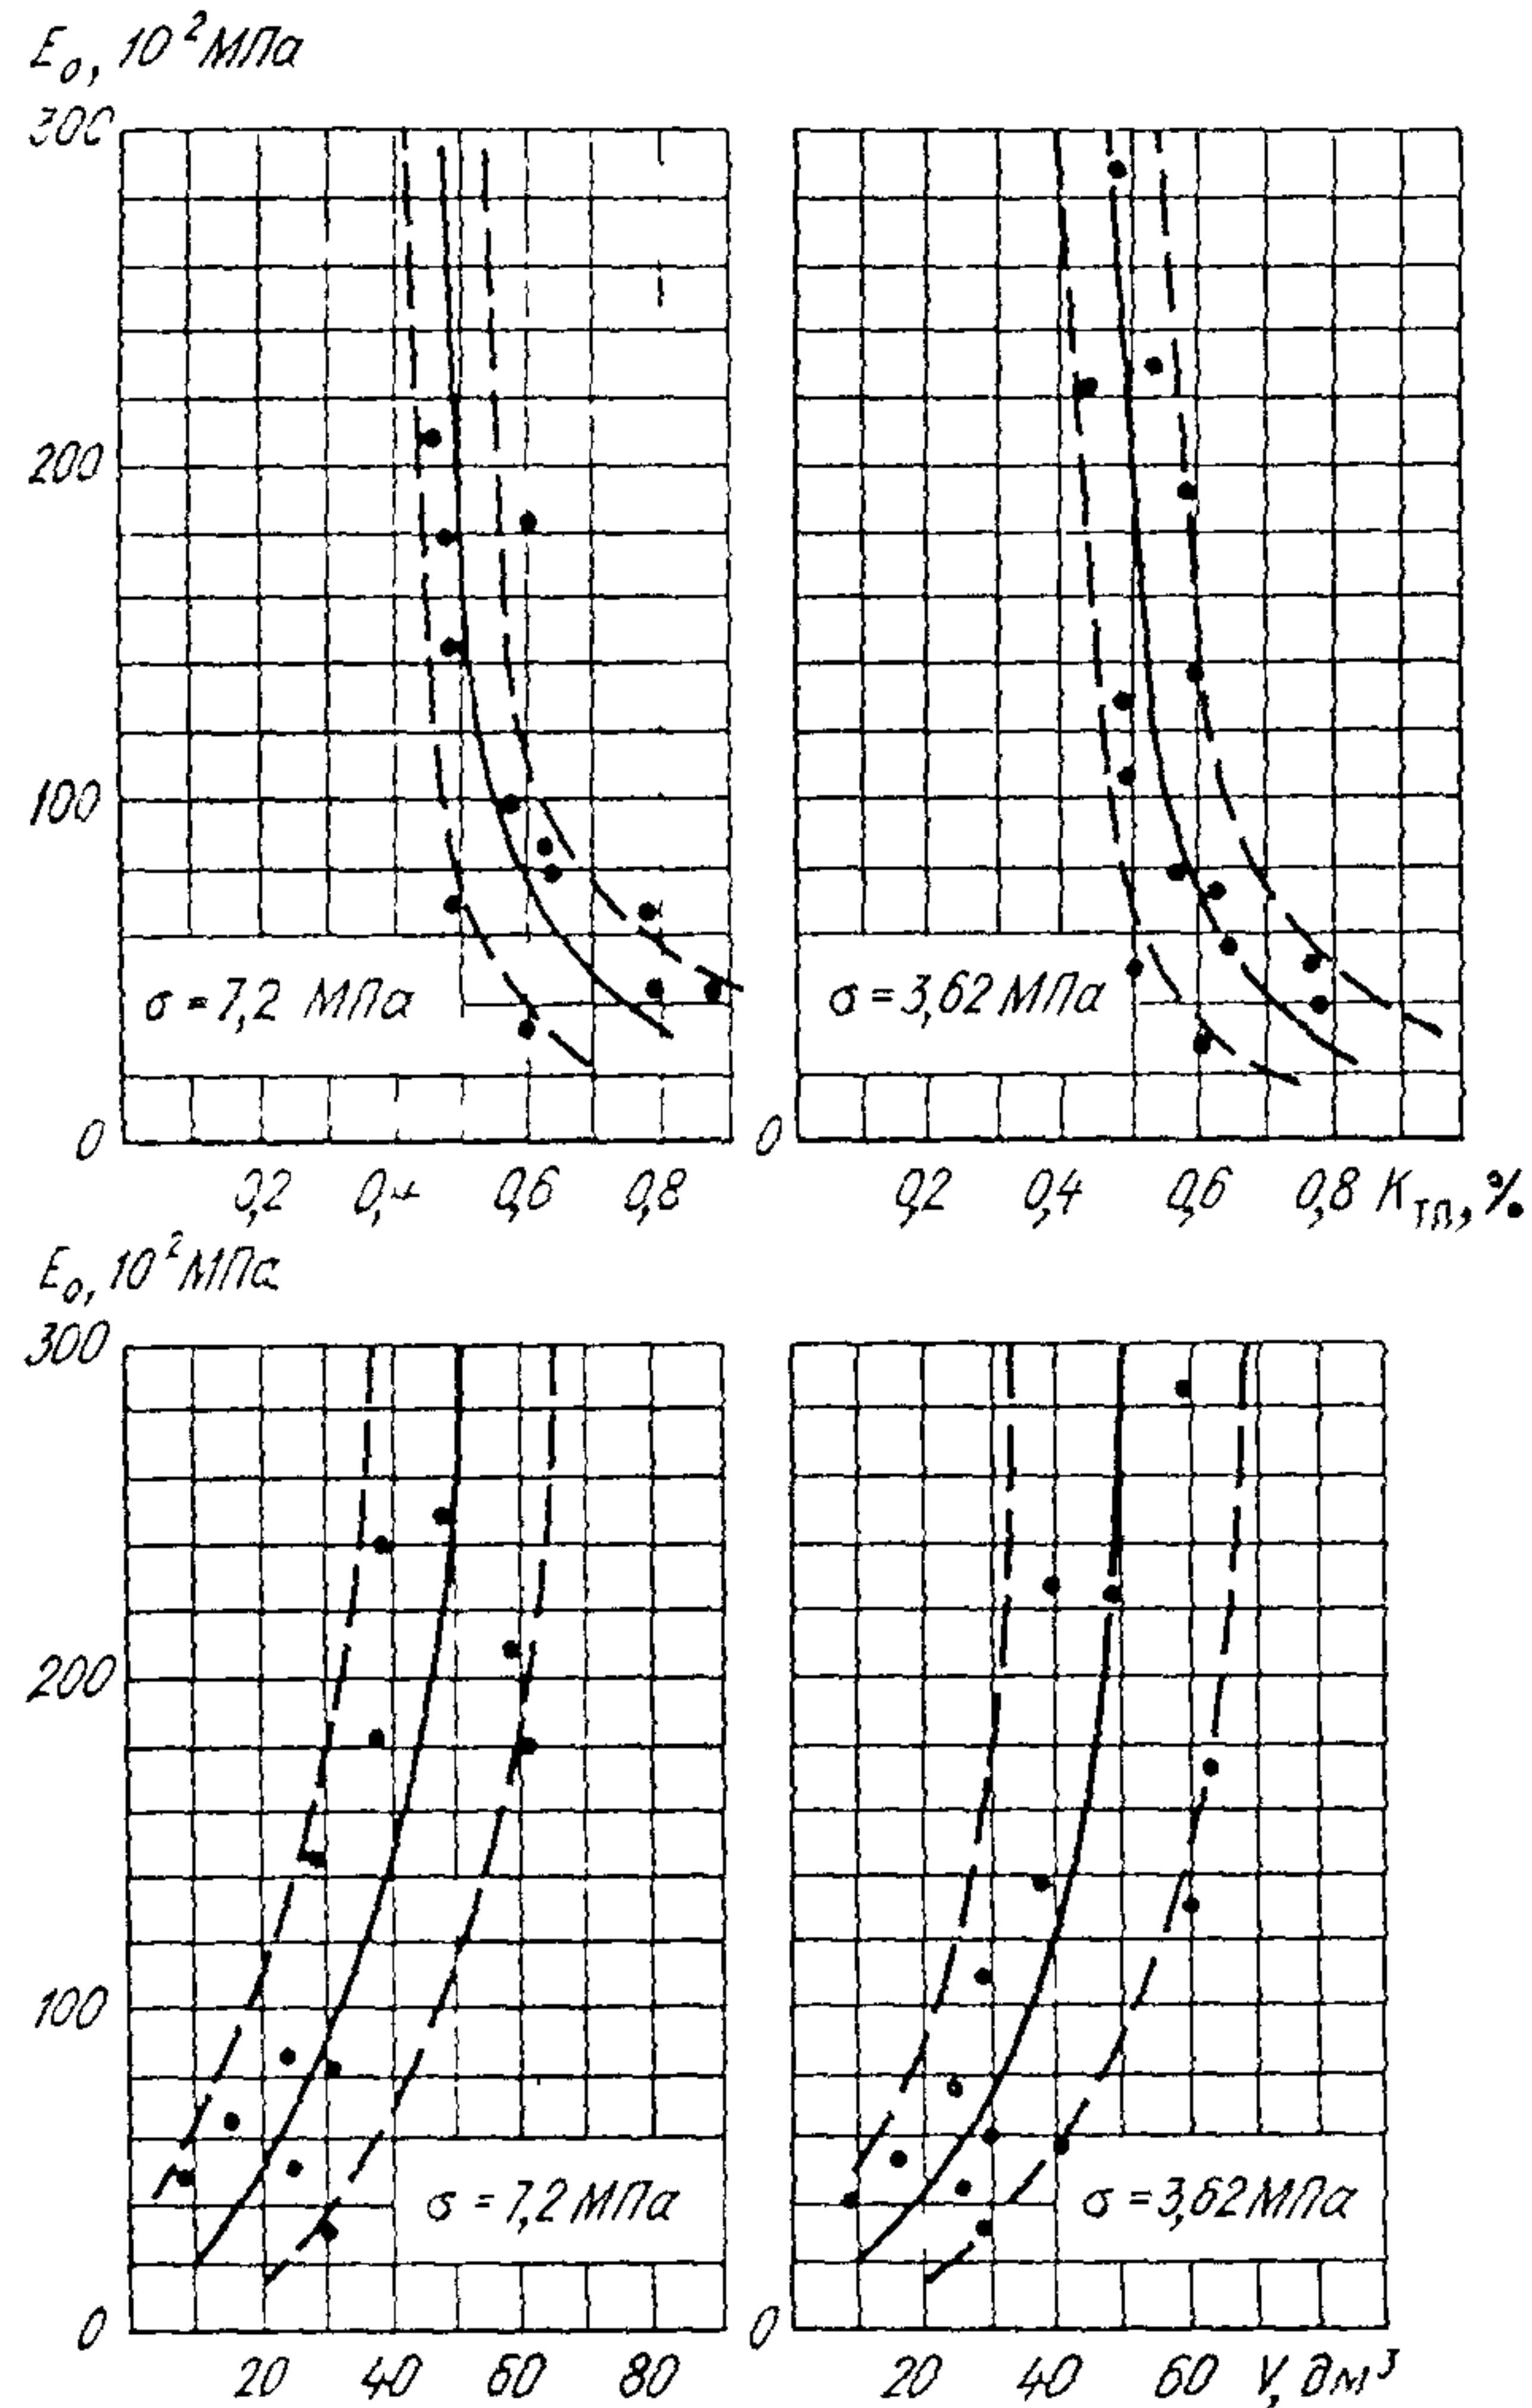 E₀, 10² МПа
300
200
100
0
σ = 7,2 МПа
0,2 0,4 0,6 0,8
σ = 3,62 МПа
0
0,2 0,4 0,6 0,8 Kтп, %
E₀, 10² МПа
300
200
100
0
σ = 7,2 МПа
20 40 60 80
σ = 3,62 МПа
0
20 40 60 V, дм³